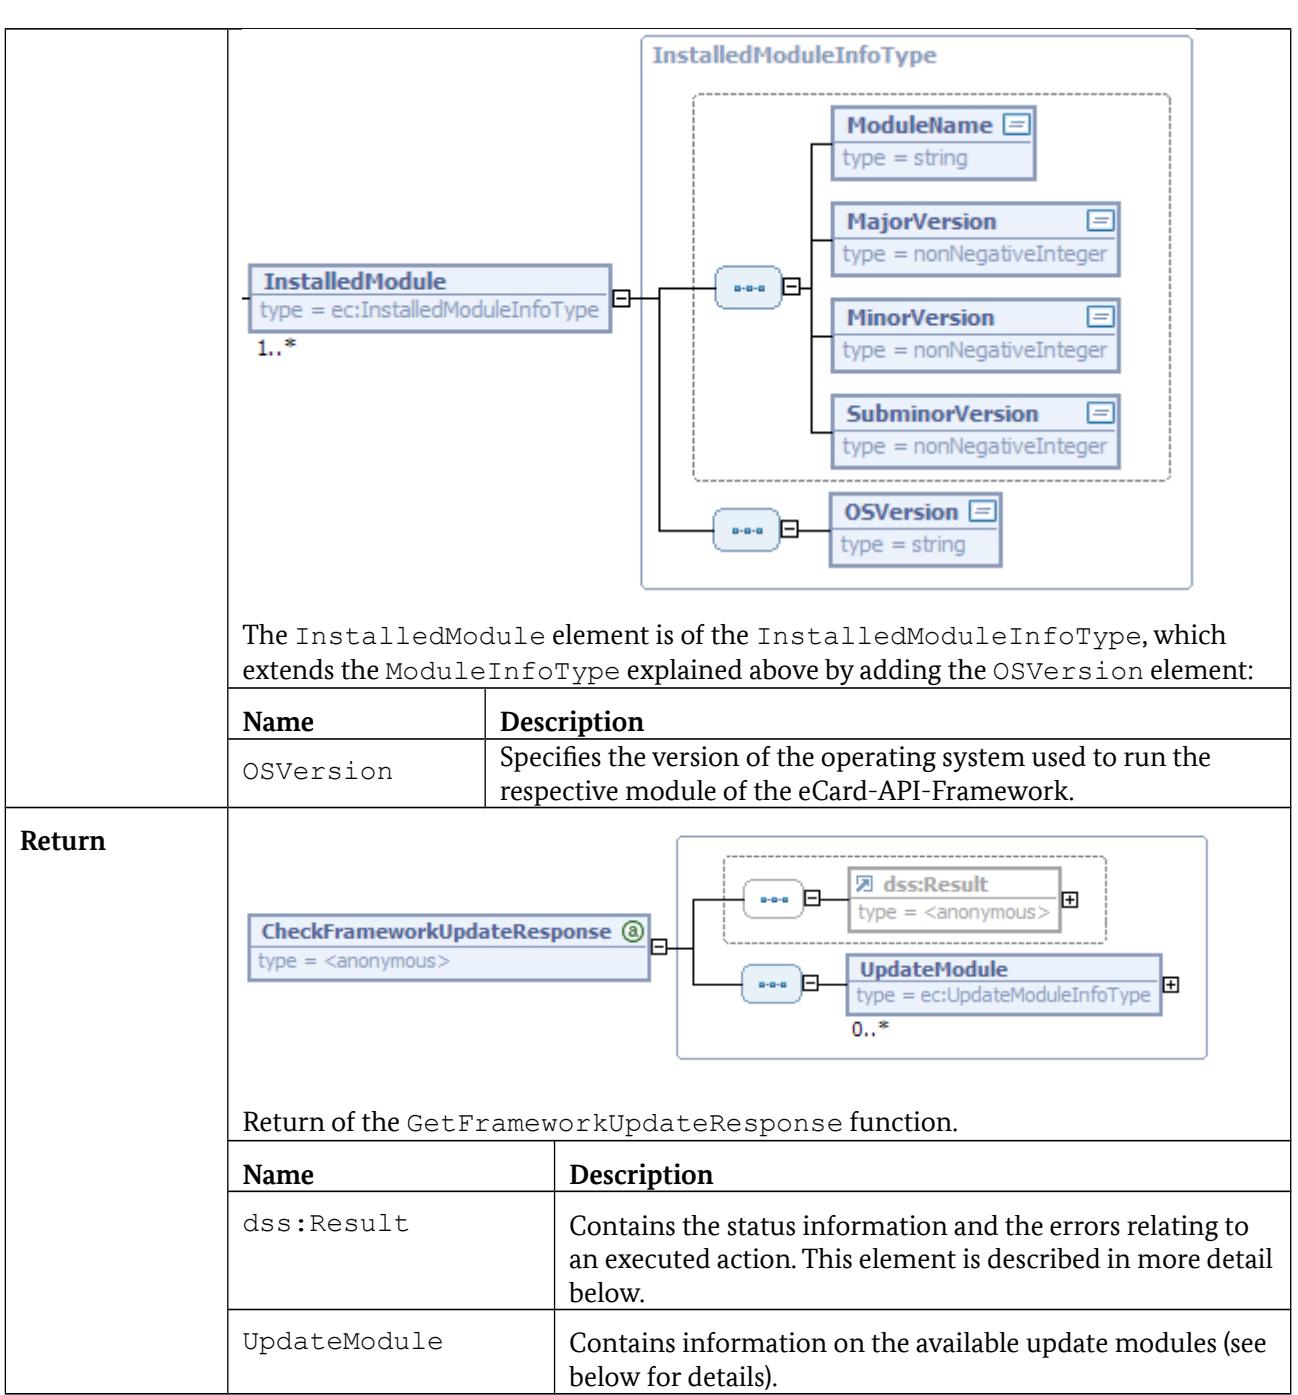 InstalledModuleInfoType
ModuleName
type = string
MajorVersion
type = nonNegativeInteger
InstalledModule
type = ec:InstalledModuleInfoType
1..*
MinorVersion
type = nonNegativeInteger
SubminorVersion
type = nonNegativeInteger
OSVersion
type = string
The InstalledModule element is of the InstalledModuleInfoType, which
extends the ModuleInfoType explained above by adding the OSVersion element:
Name Description
OSVersion Specifies the version of the operating system used to run the
respective module of the eCard-API-Framework.
Return
dss:Result
type = <anonymous>
CheckFrameworkUpdateResponse a
type = <anonymous>
UpdateModule
type = ec:UpdateModuleInfoType
0..*
Return of the GetFrameworkUpdateResponse function.
Name Description
dss:Result Contains the status information and the errors relating to
an executed action. This element is described in more detail
below.
UpdateModule Contains information on the available update modules (see
below for details).